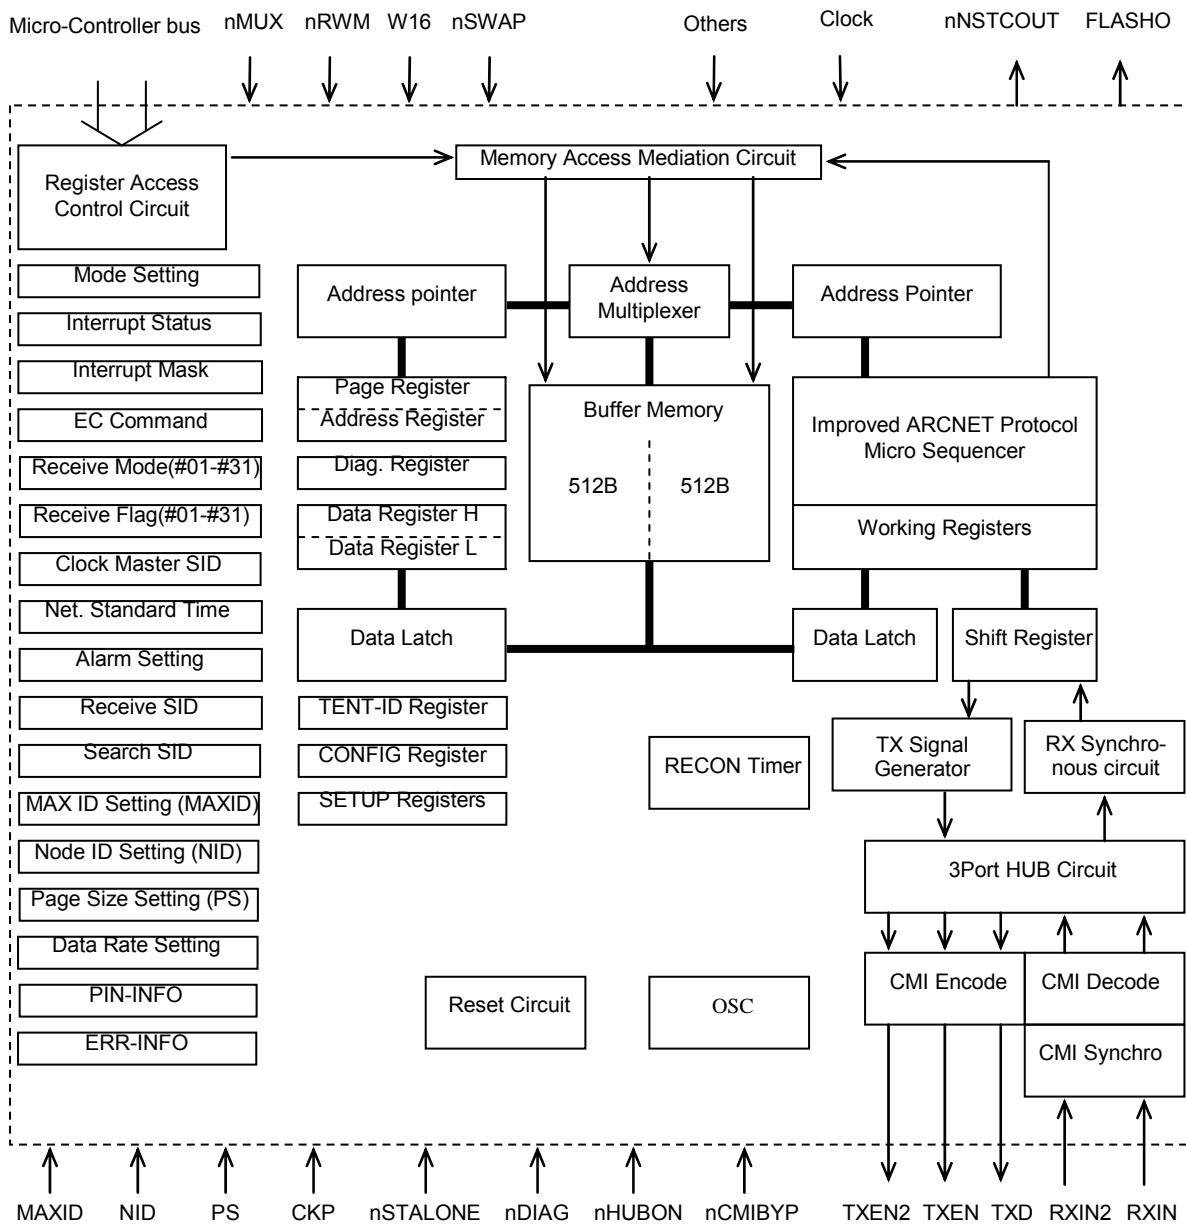 Micro-Controller bus
nMUX
nRWM
W16
nSWAP
Others
Clock
nNSTCOUT
FLASHO
Register Access
Control Circuit
Memory Access Mediation Circuit
Mode Setting
Interrupt Status
Interrupt Mask
EC Command
Receive Mode(#01-#31)
Receive Flag(#01-#31)
Clock Master SID
Net. Standard Time
Alarm Setting
Receive SID
Search SID
MAX ID Setting (MAXID)
Node ID Setting (NID)
Page Size Setting (PS)
Data Rate Setting
PIN-INFO
ERR-INFO
Address pointer
Page Register
Address Register
Diag. Register
Data Register H
Data Register L
Data Latch
TENT-ID Register
CONFIG Register
SETUP Registers
Address
Multiplexer
Buffer Memory
512B
512B
Address Pointer
Improved ARCNET Protocol
Micro Sequencer
Working Registers
Data Latch
Shift Register
RECON Timer
TX Signal
Generator
RX Synchro-
nous circuit
3Port HUB Circuit
Reset Circuit
OSC
CMI Encode
CMI Decode
CMI Synchro
MAXID
NID
PS
CKP
nSTALONE
nDIAG
nHUBON
nCMIBYP
TXEN2
TXEN
TXD
RXIN2
RXIN